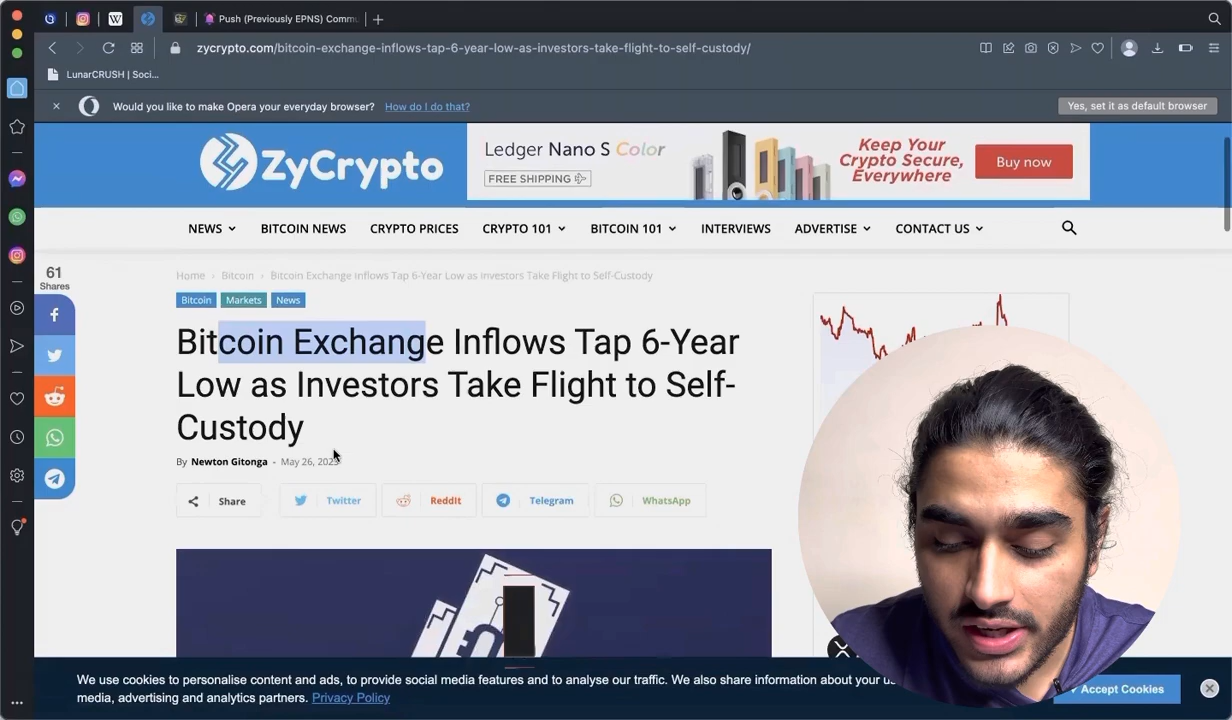 Push (Previously EPNS) Commu
zycrypto.com/bitcoin-exchange-inflows-tap-6-year-low-as-investors-take-flight-to-self-custody/
LunarCRUSH | Soci...
Would you like to make Opera your everyday browser? How do I do that?
Yes, set it as default browser
ZyCrypto
Ledger Nano S Color
FREE SHIPPING
Keep Your
Crypto Secure,
Everywhere
Buy now
NEWS BITCOIN NEWS CRYPTO PRICES CRYPTO 101 BITCOIN 101 INTERVIEWS ADVERTISE CONTACT US
61
Shares
Home › Bitcoin › Bitcoin Exchange Inflows Tap 6-Year Low as Investors Take Flight to Self-Custody
Bitcoin Markets News
Bitcoin Exchange Inflows Tap 6-Year
Low as Investors Take Flight to Self-
Custody
By Newton Gitonga - May 26, 2023
Share Twitter ReddIt Telegram WhatsApp
We use cookies to personalise content and ads, to provide social media features and to analyse our traffic. We also share information about your
media, advertising and analytics partners. Privacy Policy
Accept Cookies